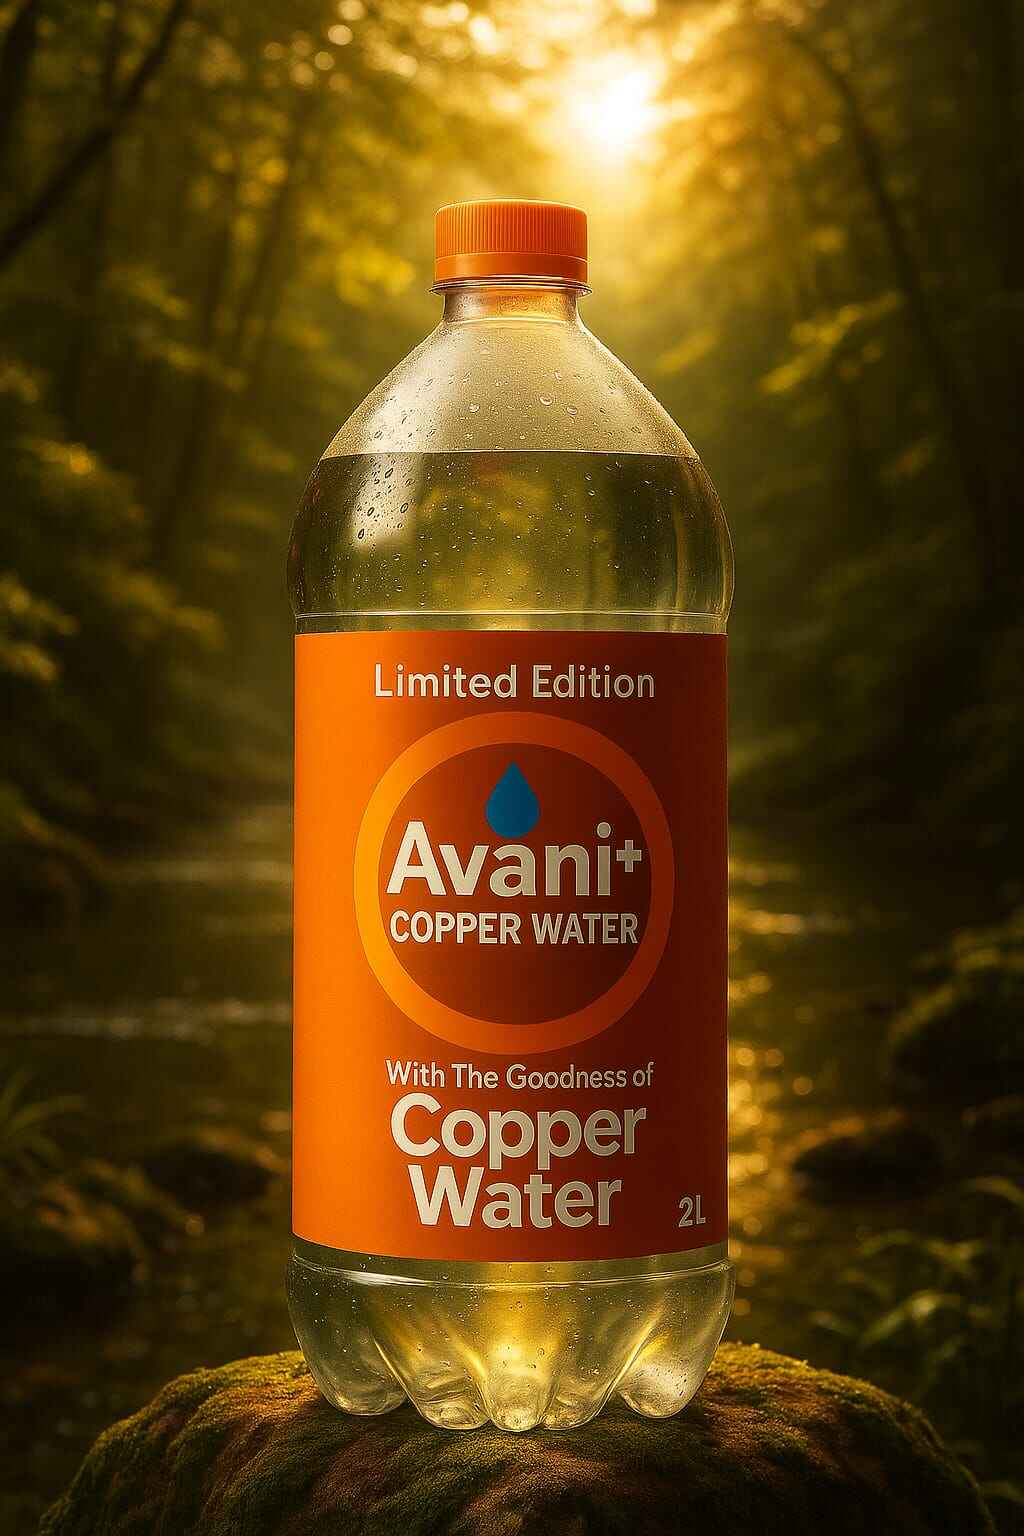 Limited Edition
Avani+
COPPER WATER
With The Goodness of
Copper
Water
2L